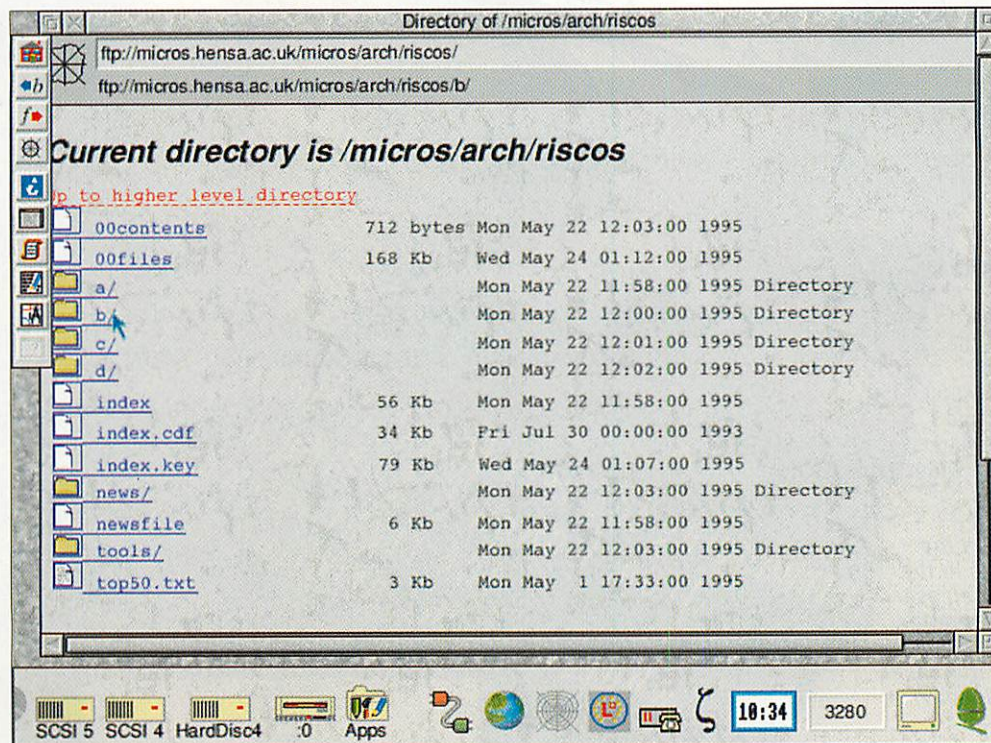 Directory of /micros/arch/riscos
ftp://micros.hensa.ac.uk/micros/arch/riscos/
ftp://micros.hensa.ac.uk/micros/arch/riscos/b/
Current directory is /micros/arch/riscos
Up to higher level directory
00contents 712 bytes Mon May 22 12:03:00 1995
00files 168 Kb Wed May 24 01:12:00 1995
a/ Mon May 22 11:58:00 1995 Directory
b/ Mon May 22 12:00:00 1995 Directory
c/ Mon May 22 12:01:00 1995 Directory
d/ Mon May 22 12:02:00 1995 Directory
index 56 Kb Mon May 22 11:58:00 1995
index.cdf 34 Kb Fri Jul 30 00:00:00 1993
index.key 79 Kb Wed May 24 01:07:00 1995
news/ Mon May 22 12:03:00 1995 Directory
newsfile 6 Kb Mon May 22 11:58:00 1995
tools/ Mon May 22 12:03:00 1995 Directory
top50.txt 3 Kb Mon May 1 17:33:00 1995
SCSI 5 SCSI 4 HardDisc4 :0 Apps 10:34 3280